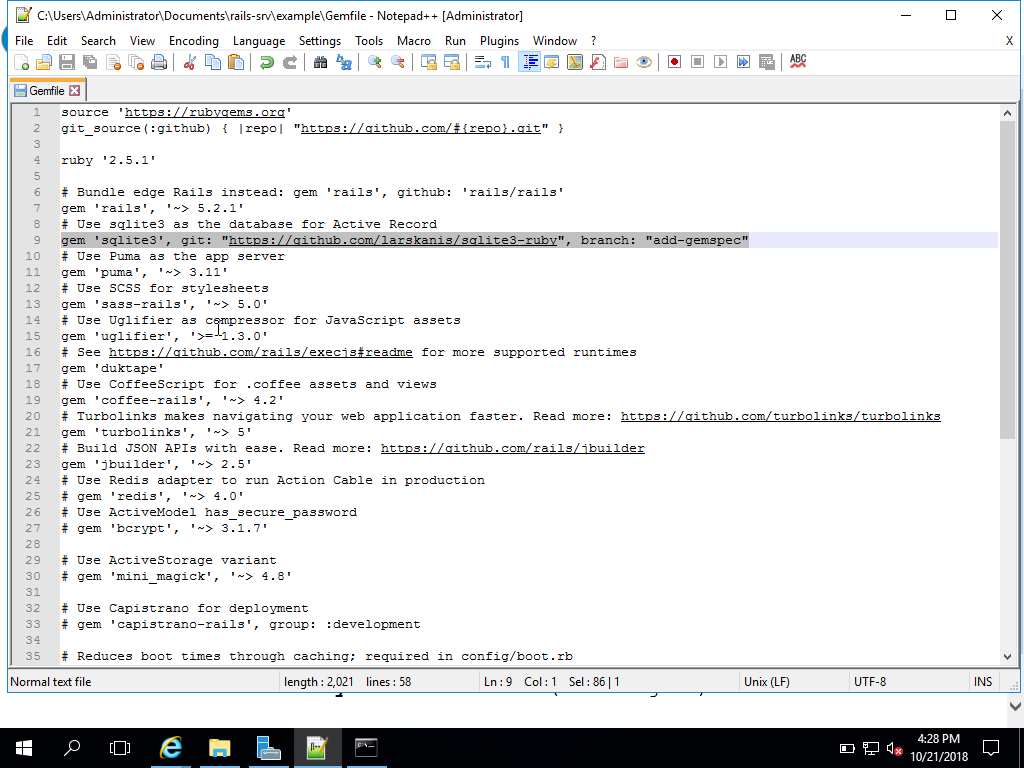 C:\Users\Administrator\Documents\rails-srv\example\Gemfile - Notepad++ [Administrator]
File Edit Search View Encoding Language Settings Tools Macro Run Plugins Window ? X
ABC
Gemfile
1 source 'https://rubygems.org'
2 git_source(:github) { |repo| "https://github.com/#{repo}.git" }
3
4 ruby '2.5.1'
5
6 # Bundle edge Rails instead: gem 'rails', github: 'rails/rails'
7 gem 'rails', '~> 5.2.1'
8 # Use sqlite3 as the database for Active Record
9 gem 'sqlite3', git: "https://github.com/larskanis/sqlite3-ruby", branch: "add-gemspec"
10 # Use Puma as the app server
11 gem 'puma', '~> 3.11'
12 # Use SCSS for stylesheets
13 gem 'sass-rails', '~> 5.0'
14 # Use Uglifier as compressor for JavaScript assets
15 gem 'uglifier', '>= 1.3.0'
16 # See https://github.com/rails/execjs#readme for more supported runtimes
17 gem 'duktape'
18 # Use CoffeeScript for .coffee assets and views
19 gem 'coffee-rails', '~> 4.2'
20 # Turbolinks makes navigating your web application faster. Read more: https://github.com/turbolinks/turbolinks
21 gem 'turbolinks', '~> 5'
22 # Build JSON APIs with ease. Read more: https://github.com/rails/jbuilder
23 gem 'jbuilder', '~> 2.5'
24 # Use Redis adapter to run Action Cable in production
25 # gem 'redis', '~> 4.0'
26 # Use ActiveModel has_secure_password
27 # gem 'bcrypt', '~> 3.1.7'
28
29 # Use ActiveStorage variant
30 # gem 'mini_magick', '~> 4.8'
31
32 # Use Capistrano for deployment
33 # gem 'capistrano-rails', group: :development
34
35 # Reduces boot times through caching; required in config/boot.rb
Normal text file length : 2,021 lines : 58 Ln : 9 Col : 1 Sel : 86 | 1 Unix (LF) UTF-8 INS
4:28 PM
10/21/2018